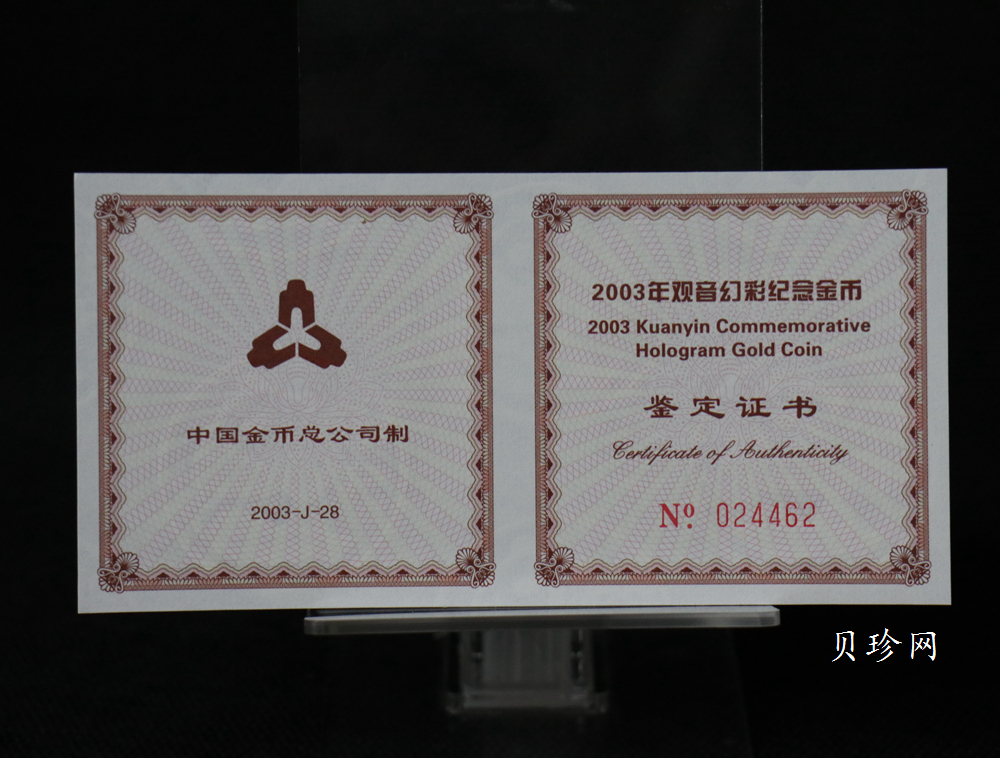 中国金币总公司制
2003-J-28
2003年观音幻彩纪念金币
2003 Kuanyin Commemorative
Hologram Gold Coin
鉴定证书
Certificate of Authenticity
Nº. 024462
贝珍网